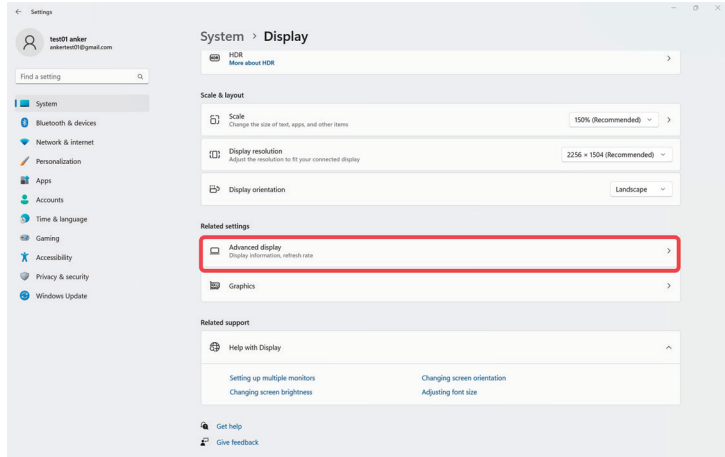 Settings
test01 anker
ankertest01@gmail.com
Find a setting
System
Bluetooth & devices
Network & internet
Personalization
Apps
Accounts
Time & language
Gaming
Accessibility
Privacy & security
Windows Update
System > Display
HDR
HDR
More about HDR
Scale & layout
Scale
Change the size of text, apps, and other items
150% (Recommended)
Display resolution
Adjust the resolution to fit your connected display
2256 × 1504 (Recommended)
Display orientation
Landscape
Related settings
Advanced display
Display information, refresh rate
Graphics
Related support
Help with Display
Setting up multiple monitors
Changing screen orientation
Changing screen brightness
Adjusting font size
Get help
Give feedback